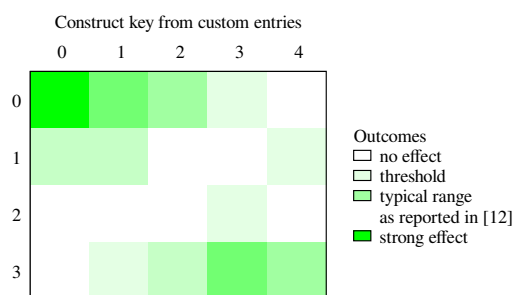 Construct key from custom entries
0 1 2 3 4
0
1
2
3
Outcomes
no effect
threshold
typical range
as reported in [12]
strong effect